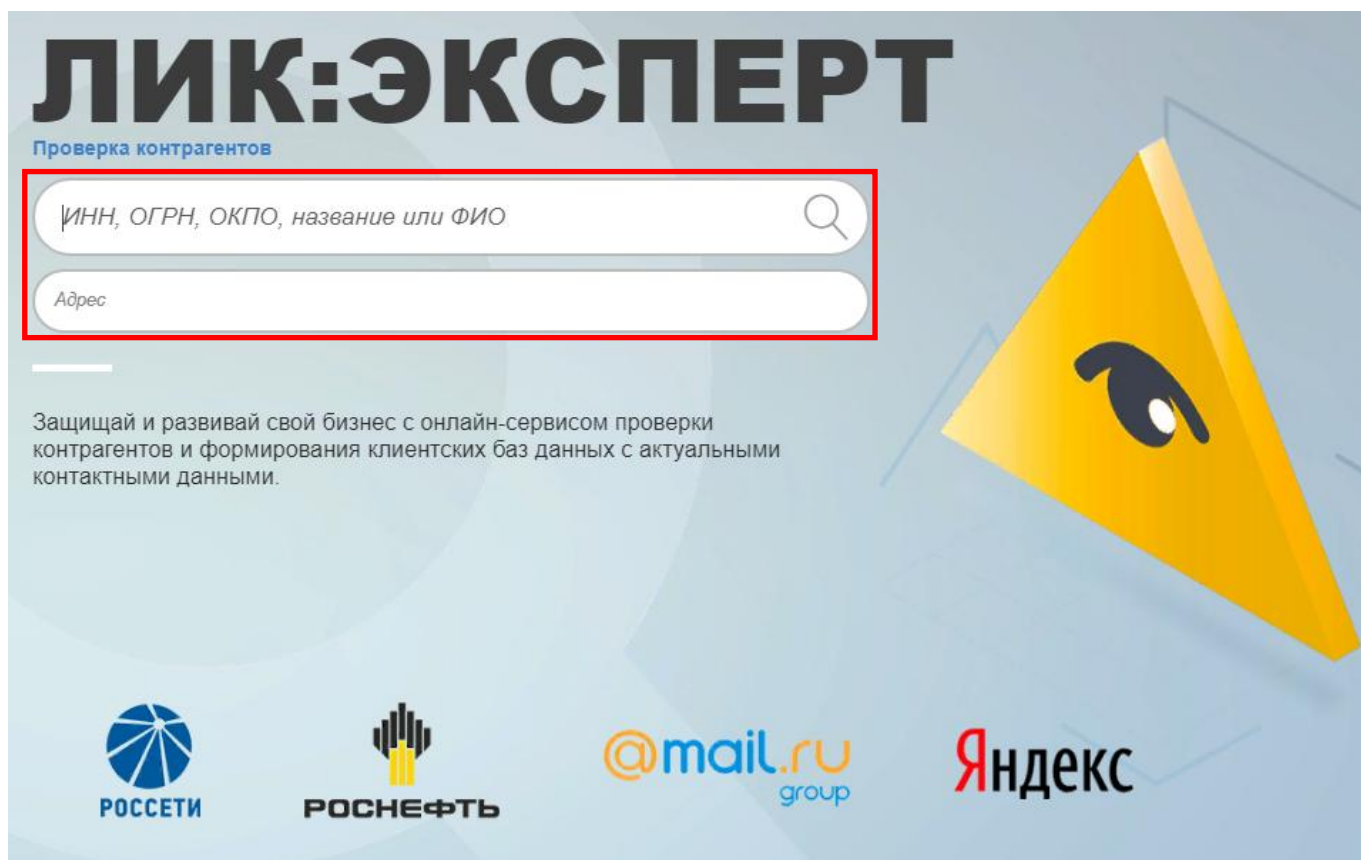 ЛИК:ЭКСПЕРТ
Проверка контрагентов
ИНН, ОГРН, ОКПО, название или ФИО
Адрес
Защищай и развивай свой бизнес с онлайн-сервисом проверки
контрагентов и формирования клиентских баз данных с актуальными
контактными данными.
РОССЕТИ
РОСНЕФТЬ
@mail.ru
group
Яндекс